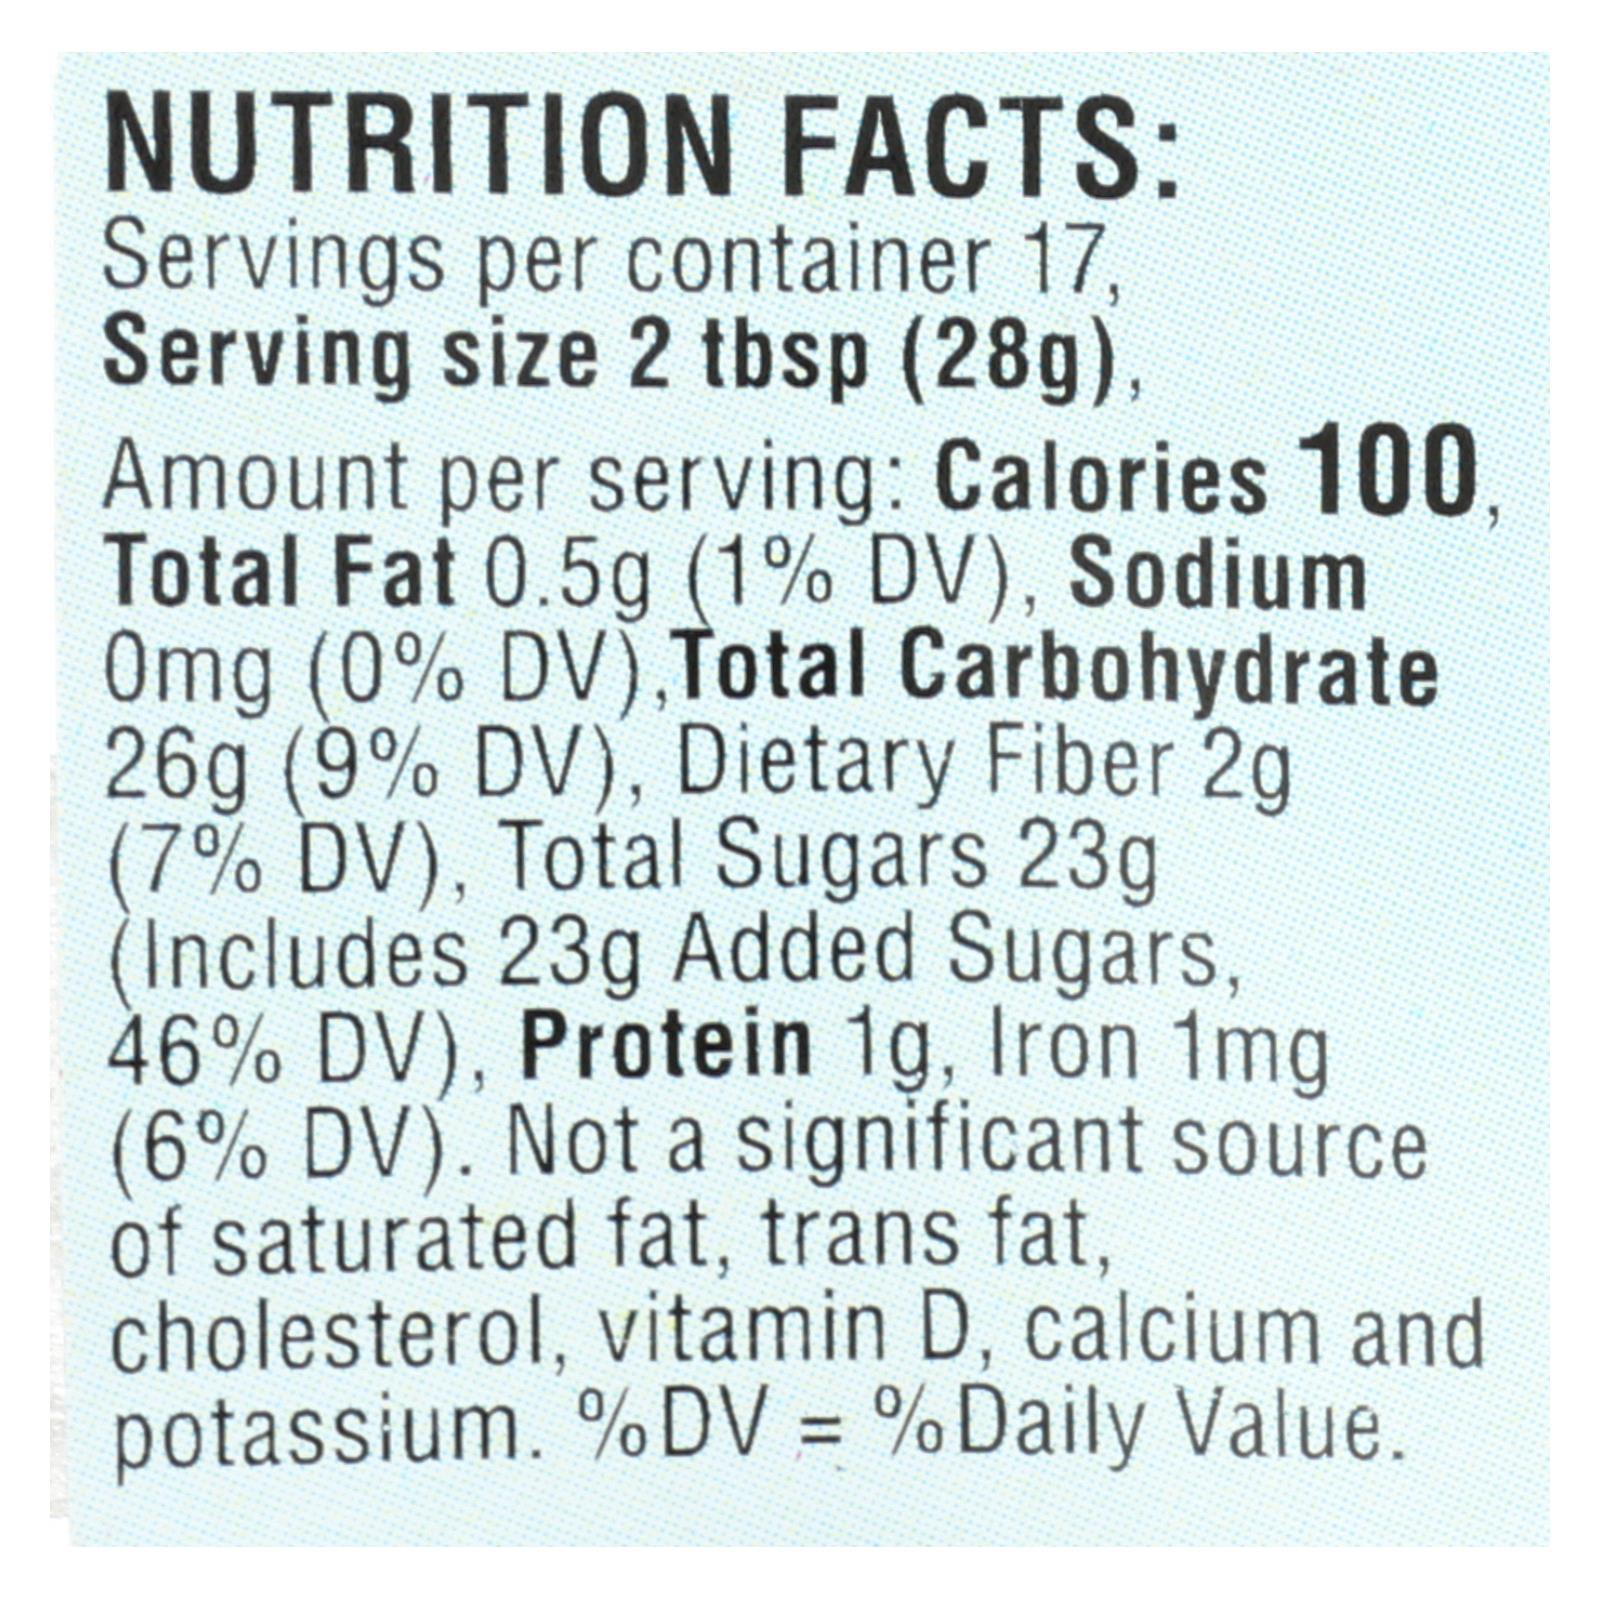 NUTRITION FACTS:
Servings per container 17,
Serving size 2 tbsp (28g),
Amount per serving: Calories 100,
Total Fat 0.5g (1% DV), Sodium
0mg (0% DV),Total Carbohydrate
26g (9% DV), Dietary Fiber 2g
(7% DV), Total Sugars 23g
(Includes 23g Added Sugars,
46% DV), Protein 1g, Iron 1mg
(6% DV). Not a significant source
of saturated fat, trans fat,
cholesterol, vitamin D, calcium and
potassium. %DV = %Daily Value.